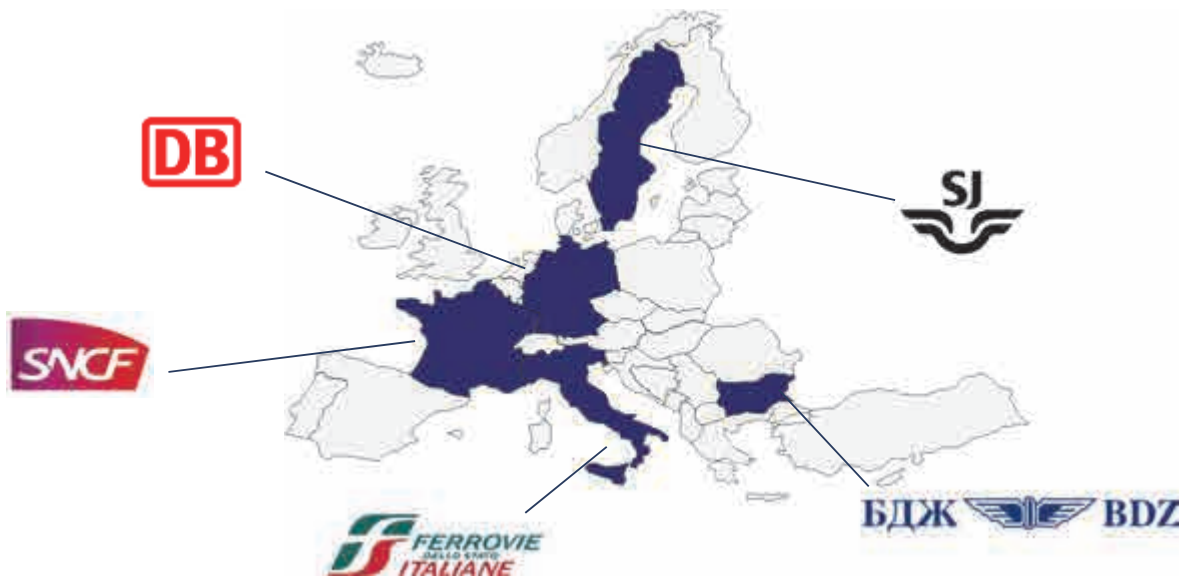 DB
SJ
SNCF
БДЖ BDZ
FERROVIE
DELLO STATO
ITALIANE